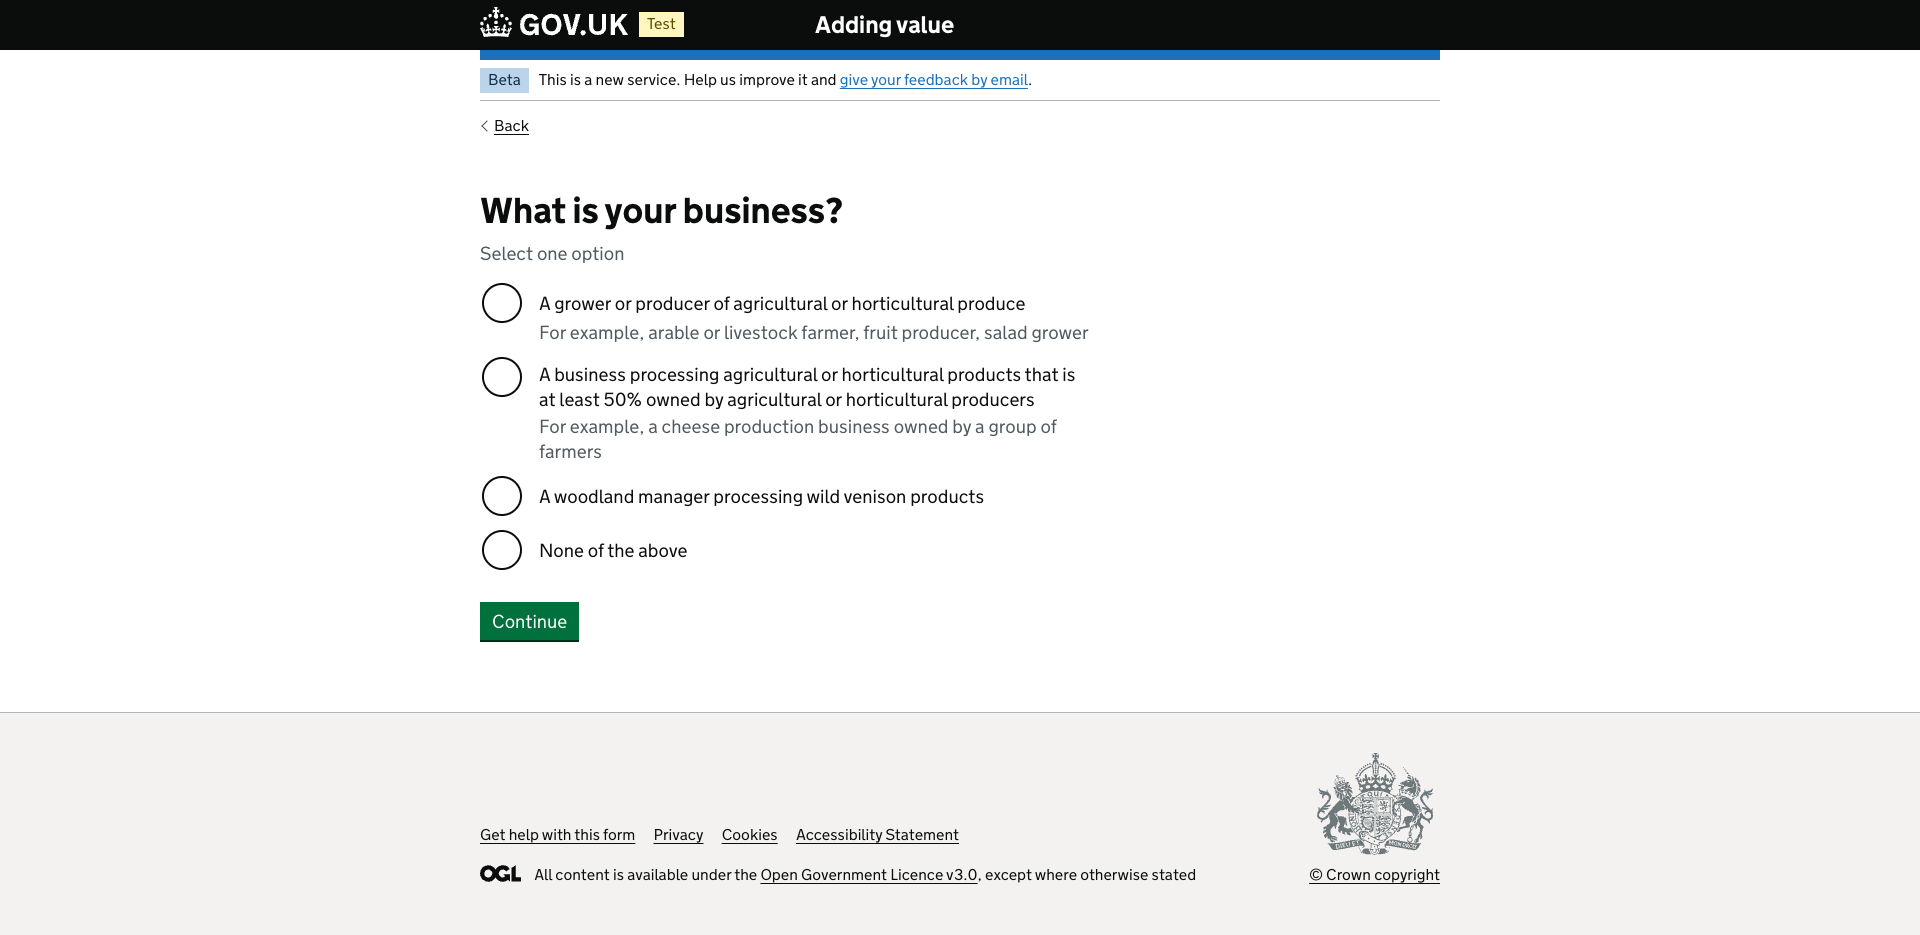 GOV.UK Test Adding value
Beta This is a new service. Help us improve it and give your feedback by email.
Back
What is your business?
Select one option
A grower or producer of agricultural or horticultural produce
For example, arable or livestock farmer, fruit producer, salad grower
A business processing agricultural or horticultural products that is
at least 50% owned by agricultural or horticultural producers
For example, a cheese production business owned by a group of
farmers
A woodland manager processing wild venison products
None of the above
Continue
Get help with this form Privacy Cookies Accessibility Statement
OGL All content is available under the Open Government Licence v3.0, except where otherwise stated
© Crown copyright